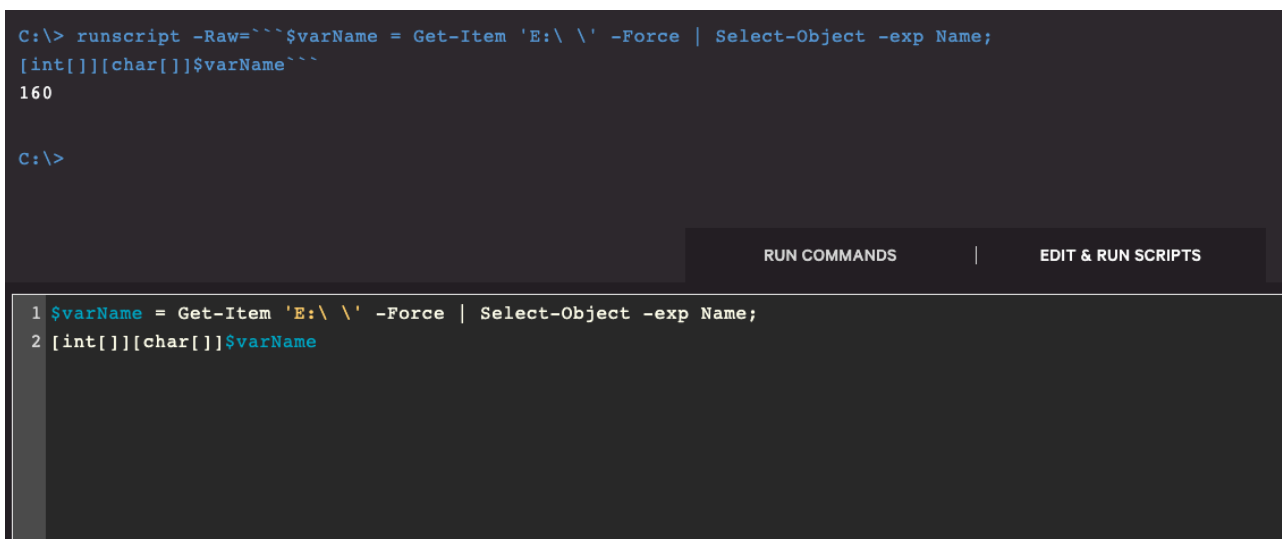 C:\> runscript -Raw=```$varName = Get-Item 'E:\ \' -Force | Select-Object -exp Name;
[int[]][char[]]$varName```
160
C:\>
RUN COMMANDS | EDIT & RUN SCRIPTS
1 $varName = Get-Item 'E:\ \' -Force | Select-Object -exp Name;
2 [int[]][char[]]$varName